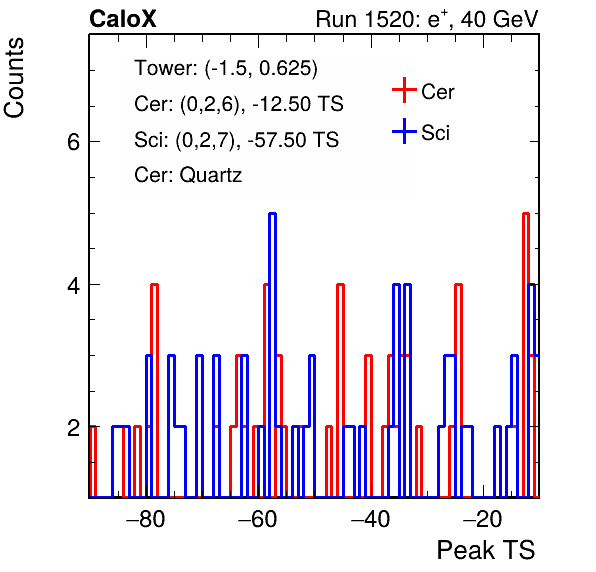 CaloX Run 1520: e⁺, 40 GeV
Counts
Tower: (-1.5, 0.625)
Cer: (0,2,6), -12.50 TS
Sci: (0,2,7), -57.50 TS
Cer: Quartz
Cer
Sci
6
4
2
−80 −60 −40 −20
Peak TS